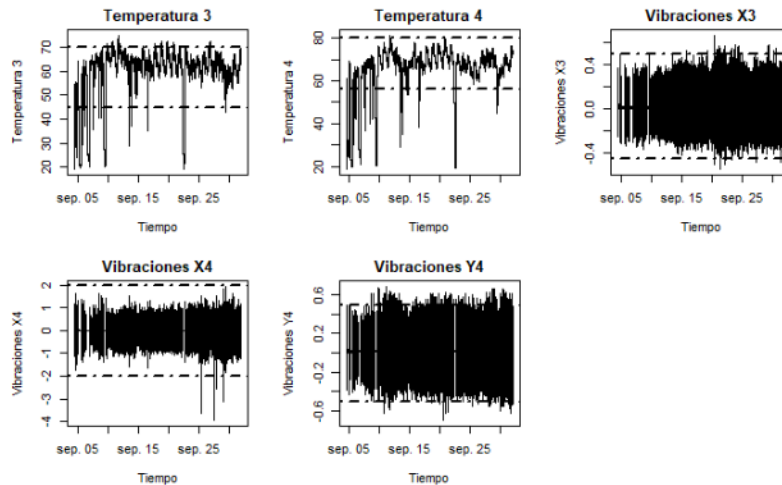 Temperatura 3
Temperatura 3
20 30 40 50 60 70
sep. 05 sep. 15 sep. 25
Tiempo
Temperatura 4
Temperatura 4
20 40 60 80
sep. 05 sep. 15 sep. 25
Tiempo
Vibraciones X3
Vibraciones X3
-0.4 0.0 0.4
sep. 05 sep. 15 sep. 25
Tiempo
Vibraciones X4
Vibraciones X4
-4 -3 -2 -1 0 1 2
sep. 05 sep. 15 sep. 25
Tiempo
Vibraciones Y4
Vibraciones Y4
-0.6 -0.2 0.2 0.6
sep. 05 sep. 15 sep. 25
Tiempo